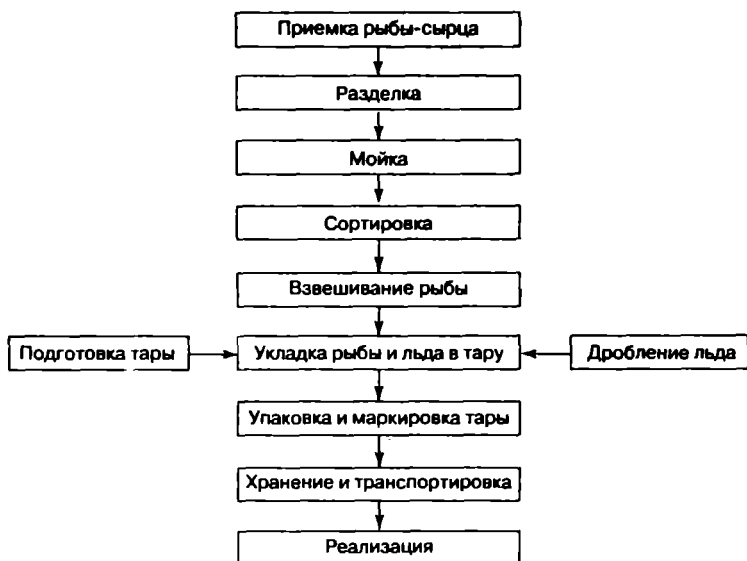 Приемка рыбы-сырца
Разделка
Мойка
Сортировка
Взвешивание рыбы
Подготовка тары
Укладка рыбы и льда в тару
Дробление льда
Упаковка и маркировка тары
Хранение и транспортировка
Реализация